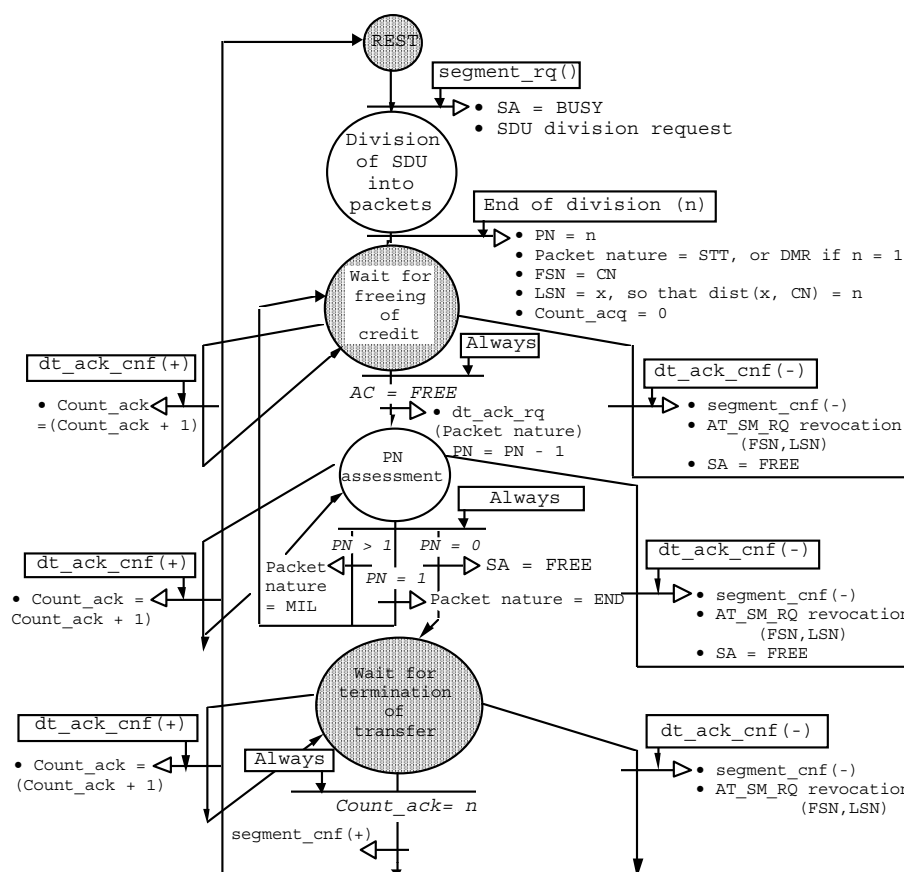 REST
segment_rq()
• SA = BUSY
• SDU division request
Division
of SDU
into
packets
End of division (n)
• PN = n
• Packet nature = STT, or DMR if n = 1
• FSN = CN
• LSN = x, so that dist(x, CN) = n
• Count_acq = 0
Wait for
freeing
of
credit
Always
AC = FREE
dt_ack_cnf(+)
• Count_ack
=(Count_ack + 1)
dt_ack_cnf(-)
• segment_cnf(-)
• AT_SM_RQ revocation
(FSN,LSN)
• SA = FREE
• dt_ack_rq
(Packet nature)
PN = PN - 1
PN
assessment
Always
PN > 1
PN = 0
Packet
nature
= MIL
PN = 1
SA = FREE
Packet nature = END
dt_ack_cnf(+)
• Count_ack =
Count_ack + 1)
dt_ack_cnf(-)
• segment_cnf(-)
• AT_SM_RQ revocation
(FSN,LSN)
• SA = FREE
Wait for
termination
of
transfer
dt_ack_cnf(+)
• Count_ack =
(Count_ack + 1)
Always
Count_ack= n
segment_cnf(+)
dt_ack_cnf(-)
• segment_cnf(-)
• AT_SM_RQ revocation
(FSN,LSN)